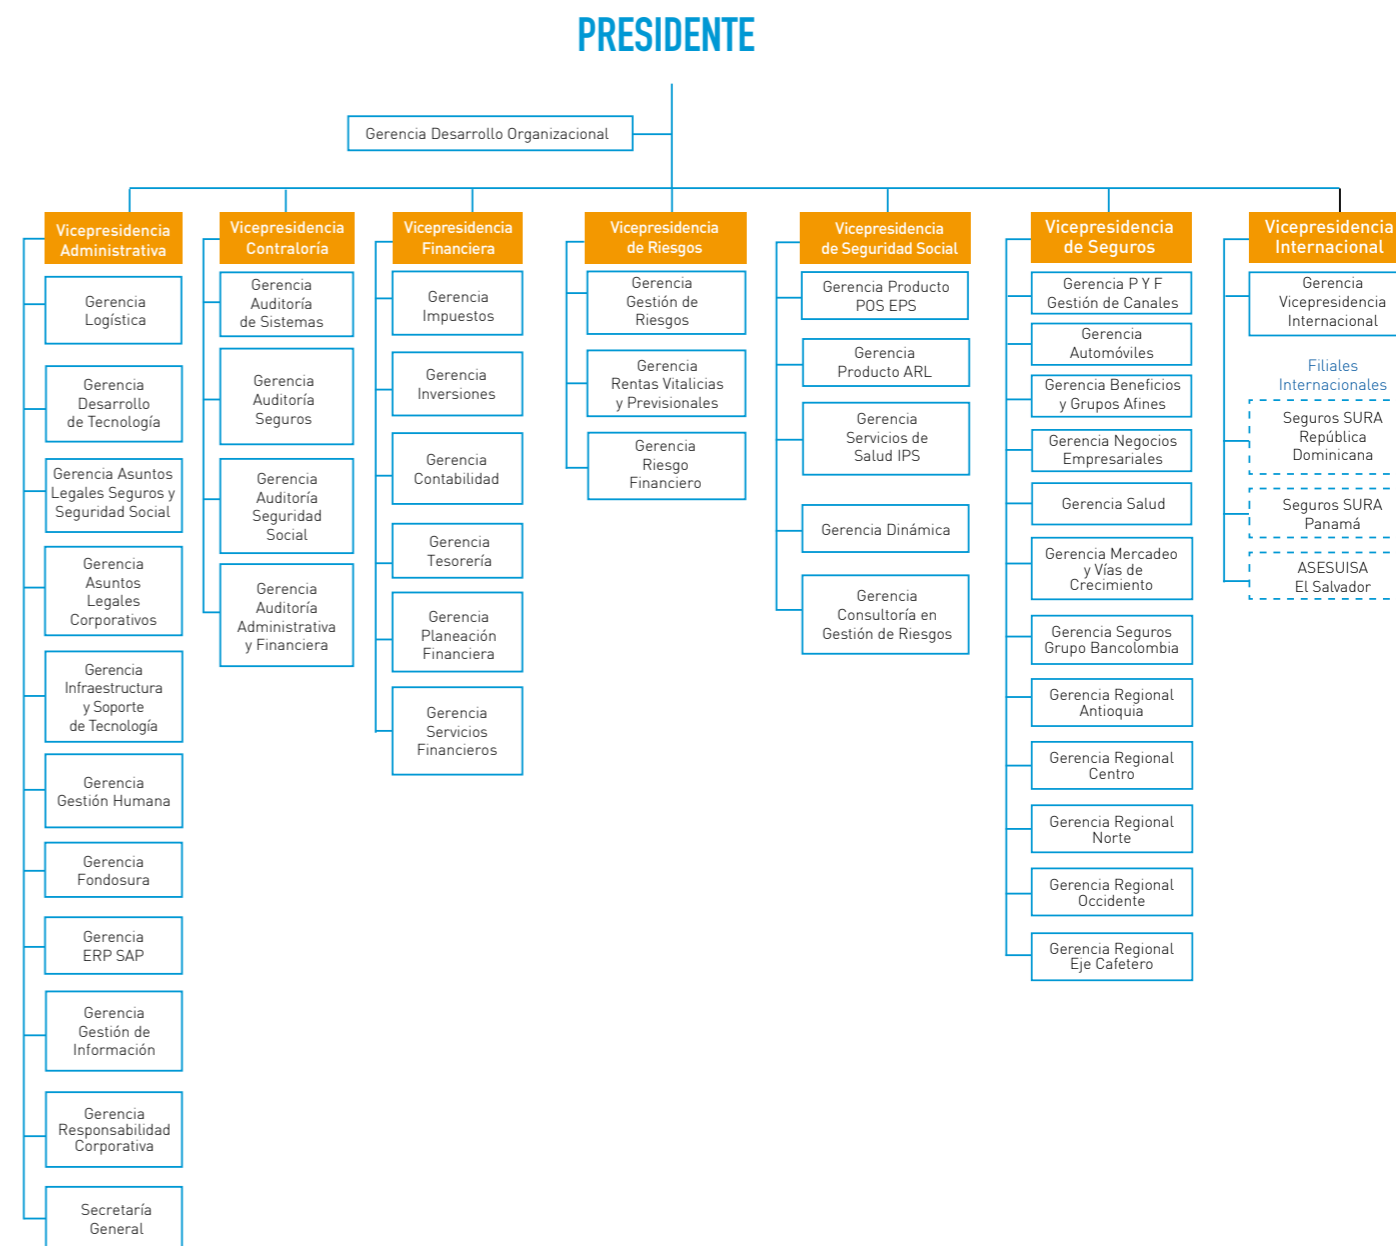 PRESIDENTE
Gerencia Desarrollo Organizacional
Vicepresidencia
Administrativa
Gerencia
Logística
Gerencia
Desarrollo
de Tecnología
Gerencia Asuntos
Legales Seguros y
Seguridad Social
Gerencia
Asuntos
Legales
Corporativos
Gerencia
Infraestructura
y Soporte
de Tecnología
Gerencia
Gestión Humana
Gerencia
Fondosura
Gerencia
ERP SAP
Gerencia
Gestión de
Información
Gerencia
Responsabilidad
Corporativa
Secretaría
General
Vicepresidencia
Contraloría
Gerencia
Auditoría
de Sistemas
Gerencia
Auditoría
Seguros
Gerencia
Auditoría
Seguridad
Social
Gerencia
Auditoría
Administrativa
y Financiera
Vicepresidencia
Financiera
Gerencia
Impuestos
Gerencia
Inversiones
Gerencia
Contabilidad
Gerencia
Tesorería
Gerencia
Planeación
Financiera
Gerencia
Servicios
Financieros
Vicepresidencia
de Riesgos
Gerencia
Gestión de
Riesgos
Gerencia
Rentas Vitalicias
y Previsionales
Gerencia
Riesgo
Financiero
Vicepresidencia
de Seguridad Social
Gerencia Producto
POS EPS
Gerencia
Producto ARL
Gerencia
Servicios de
Salud IPS
Gerencia Dinámica
Gerencia
Consultoría en
Gestión de Riesgos
Vicepresidencia
de Seguros
Gerencia P Y F
Gestión de Canales
Gerencia
Automóviles
Gerencia Beneficios
y Grupos Afines
Gerencia Negocios
Empresariales
Gerencia Salud
Gerencia Mercadeo
y Vías de
Crecimiento
Gerencia Seguros
Grupo Bancolombia
Gerencia Regional
Antioquia
Gerencia Regional
Centro
Gerencia Regional
Norte
Gerencia Regional
Occidente
Gerencia Regional
Eje Cafetero
Vicepresidencia
Internacional
Gerencia
Vicepresidencia
Internacional
Filiales
Internacionales
Seguros SURA
República
Dominicana
Seguros SURA
Panamá
ASESUISA
El Salvador